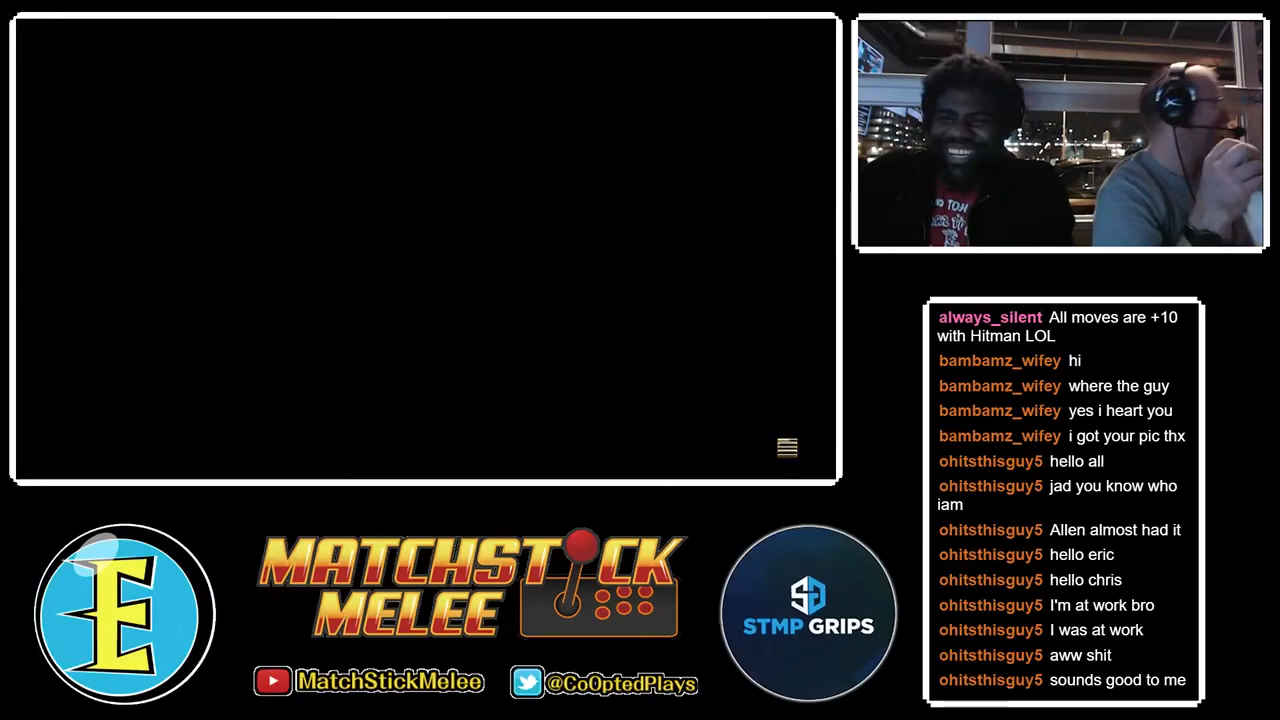 always_silent All moves are +10
with Hitman LOL
bambamz_wifey hi
bambamz_wifey where the guy
bambamz_wifey yes i heart you
bambamz_wifey i got your pic thx
ohitsthisguy5 hello all
ohitsthisguy5 jad you know who
iam
ohitsthisguy5 Allen almost had it
ohitsthisguy5 hello eric
ohitsthisguy5 hello chris
ohitsthisguy5 I'm at work bro
ohitsthisguy5 I was at work
ohitsthisguy5 aww shit
ohitsthisguy5 sounds good to me
E
MATCHSTICK
MELEE
MatchStickMelee
@Co0ptedPlays
SG
STMP GRIPS